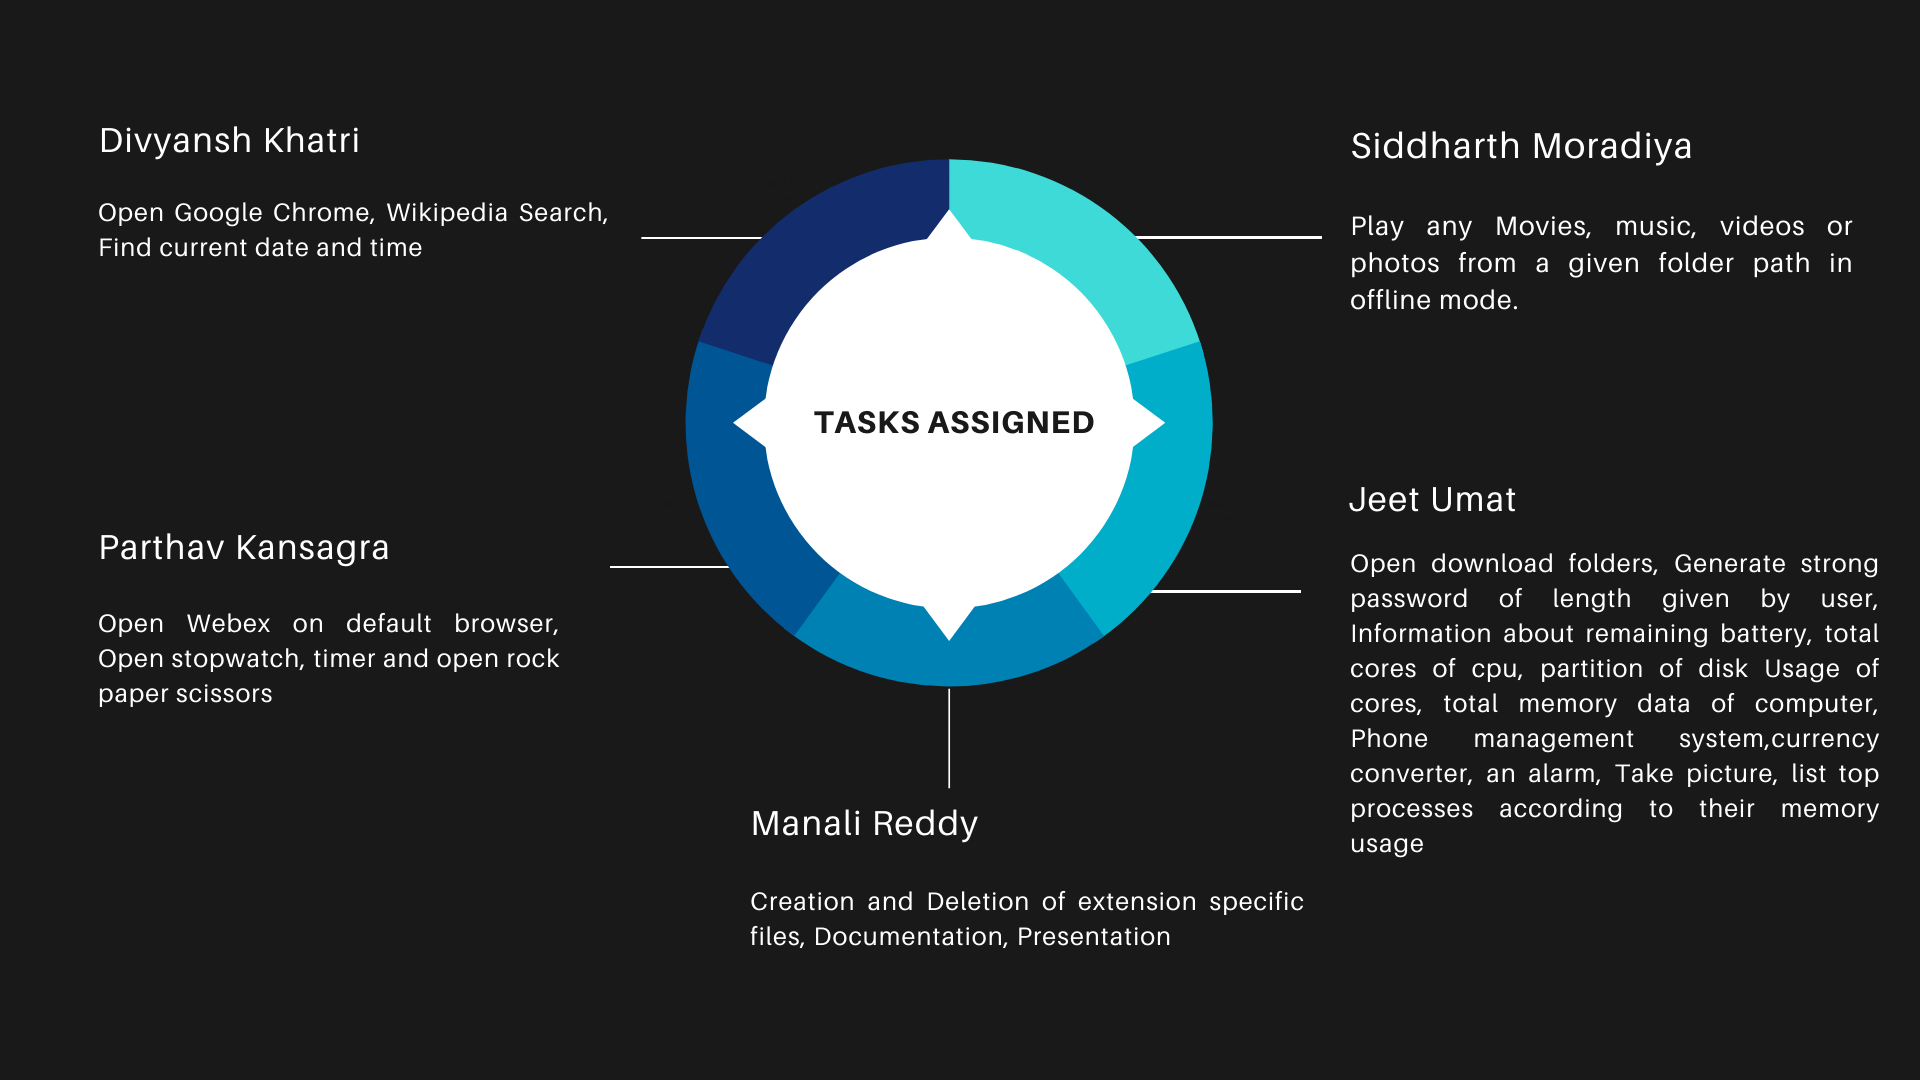 Divyansh Khatri
Open Google Chrome, Wikipedia Search,
Find current date and time
Siddharth Moradiya
Play any Movies, music, videos or
photos from a given folder path in
offline mode.
TASKS ASSIGNED
Parthav Kansagra
Open Webex on default browser,
Open stopwatch, timer and open rock
paper scissors
Jeet Umat
Open download folders, Generate strong
password of length given by user,
Information about remaining battery, total
cores of cpu, partition of disk Usage of
cores, total memory data of computer,
Phone management system,currency
converter, an alarm, Take picture, list top
processes according to their memory
usage
Manali Reddy
Creation and Deletion of extension specific
files, Documentation, Presentation